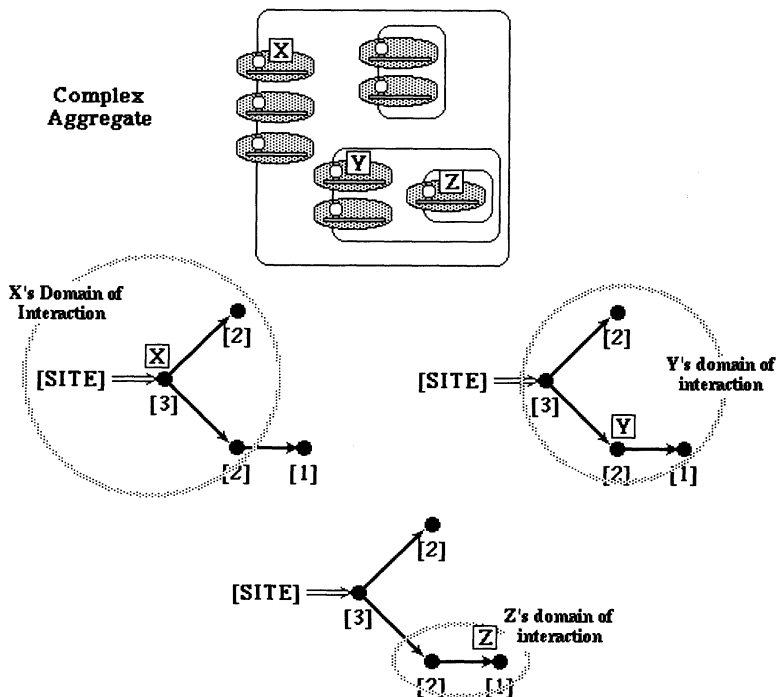 X
Complex
Aggregate
Y
Z
X's Domain of
Interaction
[2]
X
[SITE]
[3]
[2]
[1]
[2]
Y's domain of
interaction
[SITE]
[3]
Y
[2]
[1]
[2]
[SITE]
[3]
Z's domain of
interaction
Z
[2]
[1]